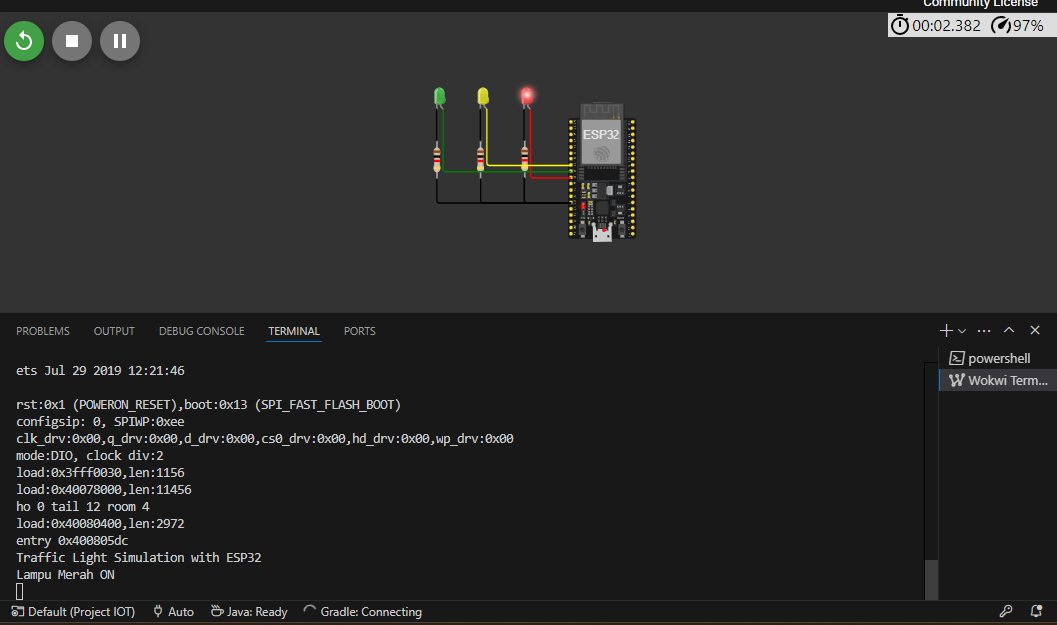 Community License
00:02.382 97%
ESP32
PROBLEMS OUTPUT DEBUG CONSOLE TERMINAL PORTS
powershell
Wokwi Term...
ets Jul 29 2019 12:21:46
rst:0x1 (POWERON_RESET),boot:0x13 (SPI_FAST_FLASH_BOOT)
configsip: 0, SPIWP:0xee
clk_drv:0x00,q_drv:0x00,d_drv:0x00,cs0_drv:0x00,hd_drv:0x00,wp_drv:0x00
mode:DIO, clock div:2
load:0x3fff0030,len:1156
load:0x40078000,len:11456
ho 0 tail 12 room 4
load:0x40080400,len:2972
entry 0x400805dc
Traffic Light Simulation with ESP32
Lampu Merah ON
Default (Project IOT) Auto Java: Ready Gradle: Connecting